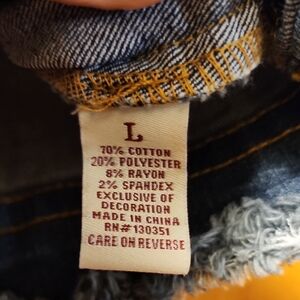 L
70% COTTON
20% POLYESTER
8% RAYON
2% SPANDEX
EXCLUSIVE OF
DECORATION
MADE IN CHINA
RN# 130351
CARE ON REVERSE